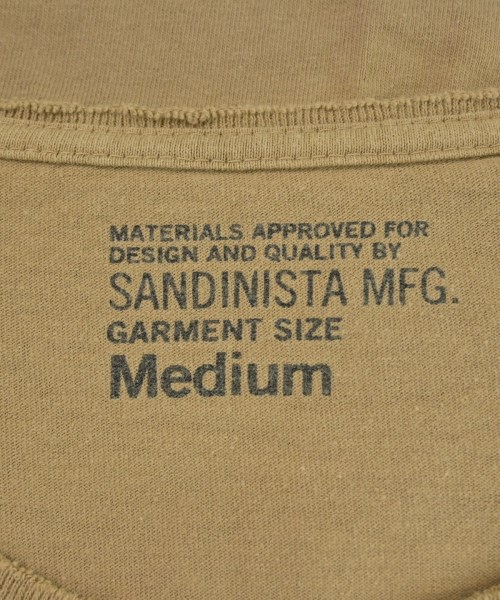 MATERIALS APPROVED FOR
DESIGN AND QUALITY BY
SANDINISTA MFG.
GARMENT SIZE
Medium